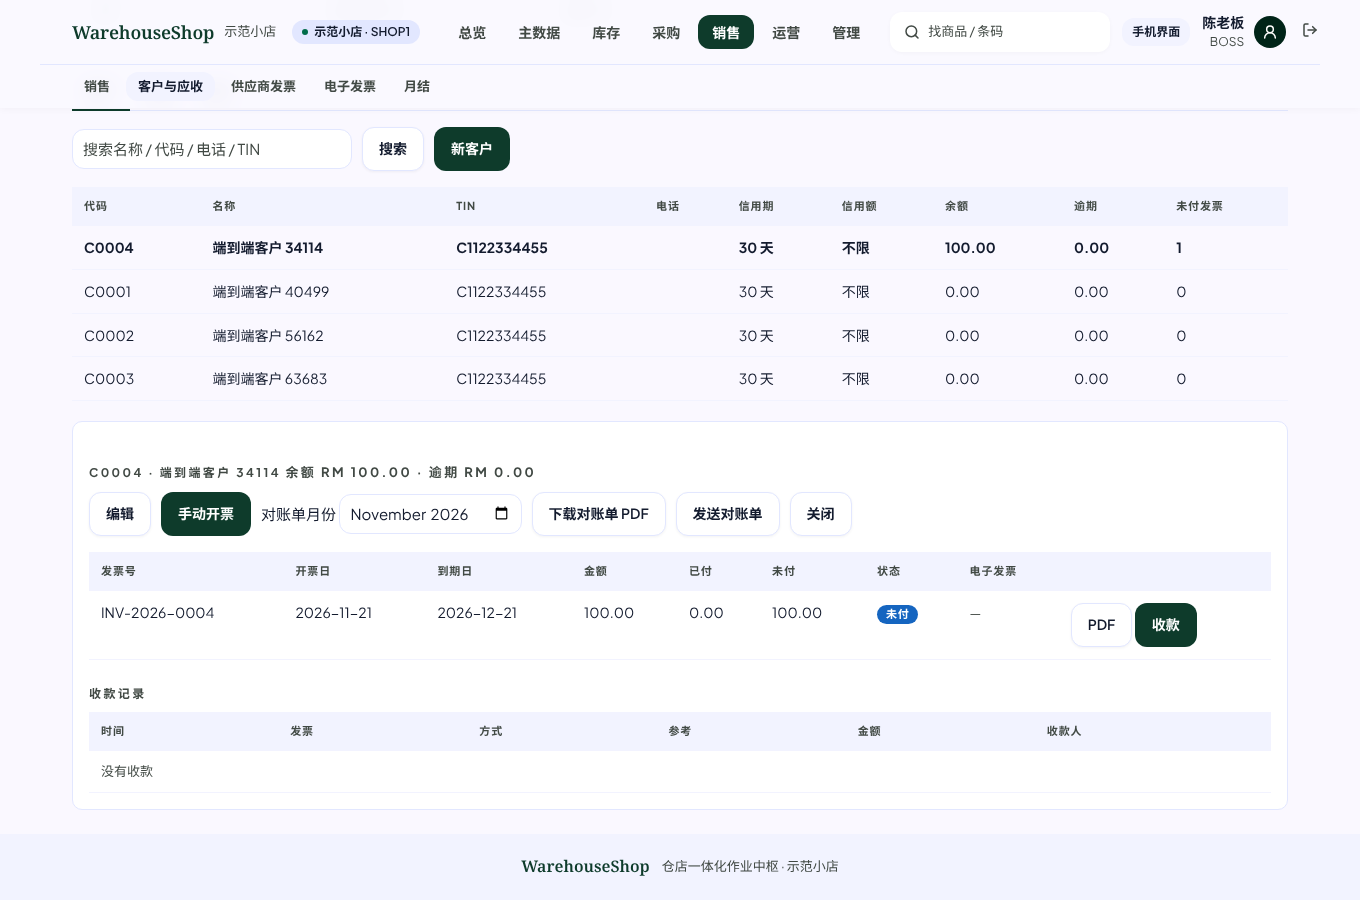 WarehouseShop 示范小店 示范小店 · SHOP1 总览 主数据 库存 采购 销售 运营 管理 找商品 / 条码 手机界面 陈老板
BOSS
销售 客户与应收 供应商发票 电子发票 月结
搜索名称 / 代码 / 电话 / TIN 搜索 新客户
代码 名称 TIN 电话 信用期 信用额 余额 逾期 未付发票
C0004 端到端客户 34114 C1122334455 30 天 不限 100.00 0.00 1
C0001 端到端客户 40499 C1122334455 30 天 不限 0.00 0.00 0
C0002 端到端客户 56162 C1122334455 30 天 不限 0.00 0.00 0
C0003 端到端客户 63683 C1122334455 30 天 不限 0.00 0.00 0
C0004 · 端到端客户 34114 余额 RM 100.00 · 逾期 RM 0.00
编辑 手动开票 对账单月份 November 2026 下载对账单 PDF 发送对账单 关闭
发票号 开票日 到期日 金额 已付 未付 状态 电子发票
INV-2026-0004 2026-11-21 2026-12-21 100.00 0.00 100.00 未付 — PDF 收款
收款记录
时间 发票 方式 参考 金额 收款人
没有收款
WarehouseShop 仓店一体化作业中枢 · 示范小店